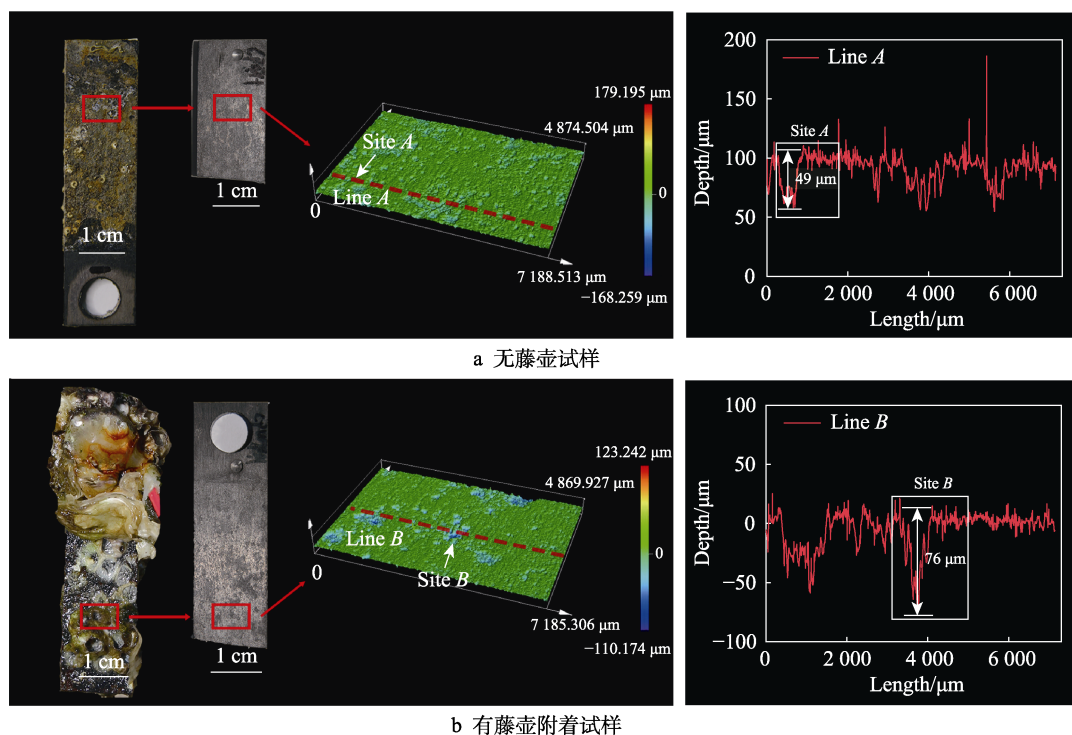 1 cm
1 cm
Site A
Line A
0
179.195 μm
4 874.504 μm
0
7 188.513 μm
−168.259 μm
Line A
Site A
49 μm
Depth/μm
200
150
100
50
0
0
2 000
4 000
6 000
Length/μm
a 无藤壶试样
1 cm
1 cm
Line B
Site B
0
123.242 μm
4 869.927 μm
0
7 185.306 μm
−110.174 μm
Line B
Site B
76 μm
Depth/μm
100
50
0
−50
−100
0
2 000
4 000
6 000
Length/μm
b 有藤壶附着试样